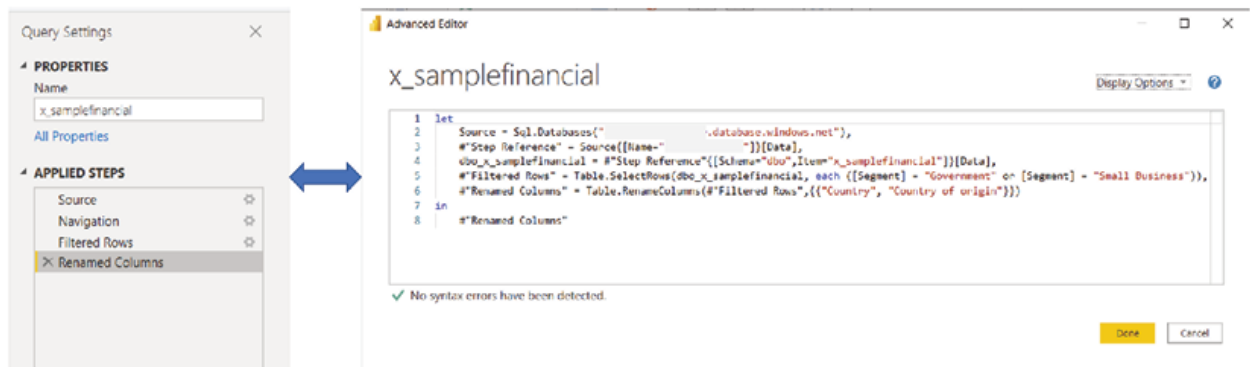 Query Settings
PROPERTIES
Name
x_samplefinancial
All Properties
APPLIED STEPS
Source
Navigation
Filtered Rows
Renamed Columns
Advanced Editor
x_samplefinancial
Display Options
1 let
2 Source = Sql.Databases(" .database.windows.net"),
3 #"Step Reference" = Source{[Name=" "]}[Data],
4 dbo_x_samplefinancial = #"Step Reference"{[Schema="dbo",Item="x_samplefinancial"]}[Data],
5 #"Filtered Rows" = Table.SelectRows(dbo_x_samplefinancial, each ([Segment] = "Government" or [Segment] = "Small Business")),
6 #"Renamed Columns" = Table.RenameColumns(#"Filtered Rows",{{"Country", "Country of origin"}})
7 in
8 #"Renamed Columns"
No syntax errors have been detected.
Done
Cancel